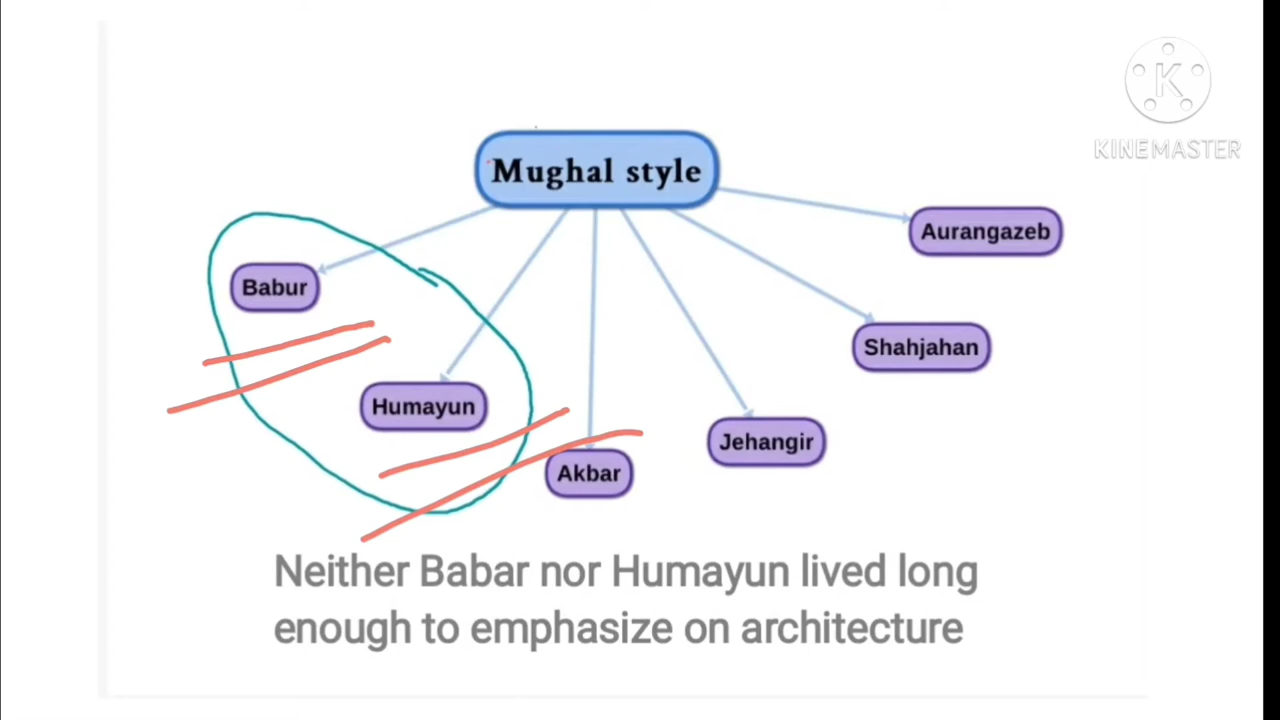 K
KINEMASTER
Mughal style
Aurangazeb
Babur
Shahjahan
Humayun
Jehangir
Akbar
Neither Babar nor Humayun lived long
enough to emphasize on architecture